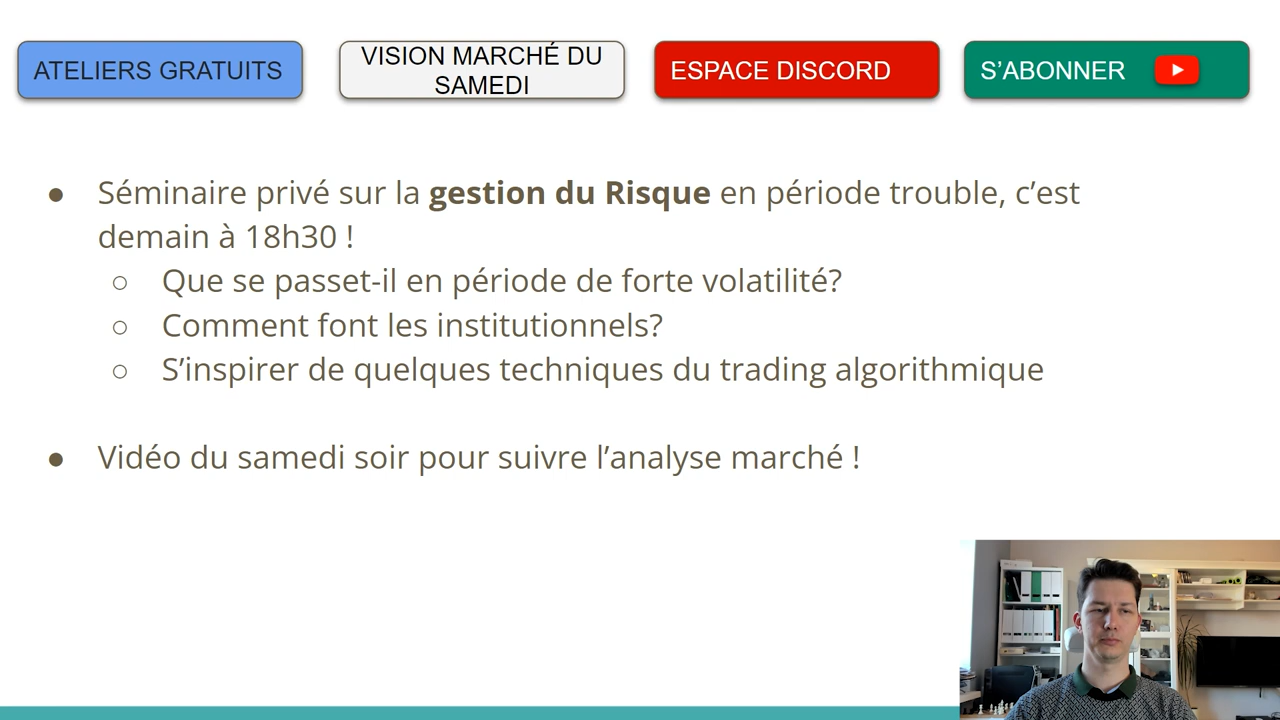 ATELIERS GRATUITS
VISION MARCHÉ DU
SAMEDI
ESPACE DISCORD
S’ABONNER
● Séminaire privé sur la gestion du Risque en période trouble, c’est
demain à 18h30 !
○ Que se passet-il en période de forte volatilité?
○ Comment font les institutionnels?
○ S’inspirer de quelques techniques du trading algorithmique
● Vidéo du samedi soir pour suivre l’analyse marché !